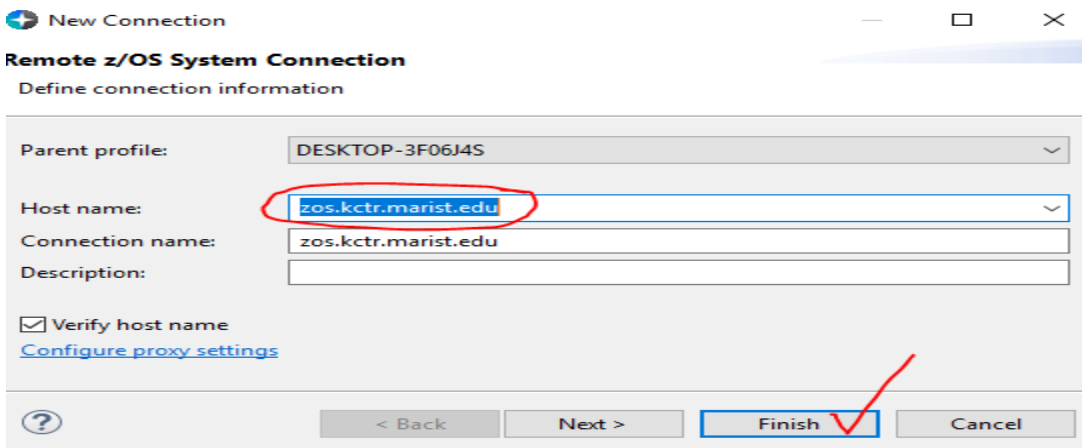 New Connection
Remote z/OS System Connection
Define connection information
Parent profile: DESKTOP-3F06J4S
Host name: zos.kctr.marist.edu
Connection name: zos.kctr.marist.edu
Description:
Verify host name
Configure proxy settings
? < Back Next > Finish Cancel